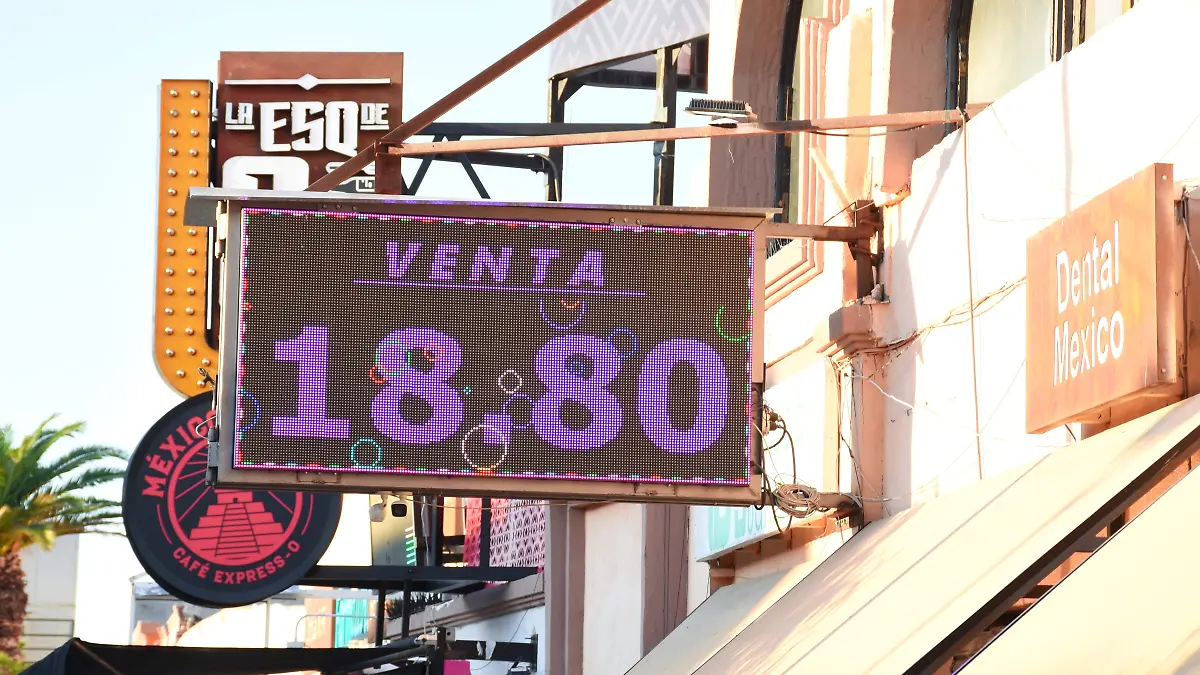 LA ESQ DE
VENTA
18.80
Dental
Mexico
MÉXICO
CAFÉ EXPRESS-O